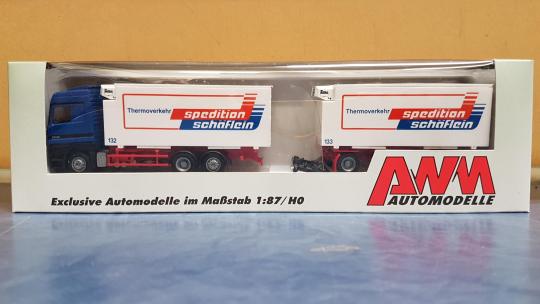 Thermoverkehr
spedition
schäflein
132
Thermoverkehr
spedition
schäflein
133
AWM
AUTOMODELLE
Exclusive Automodelle im Maßstab 1:87/H0